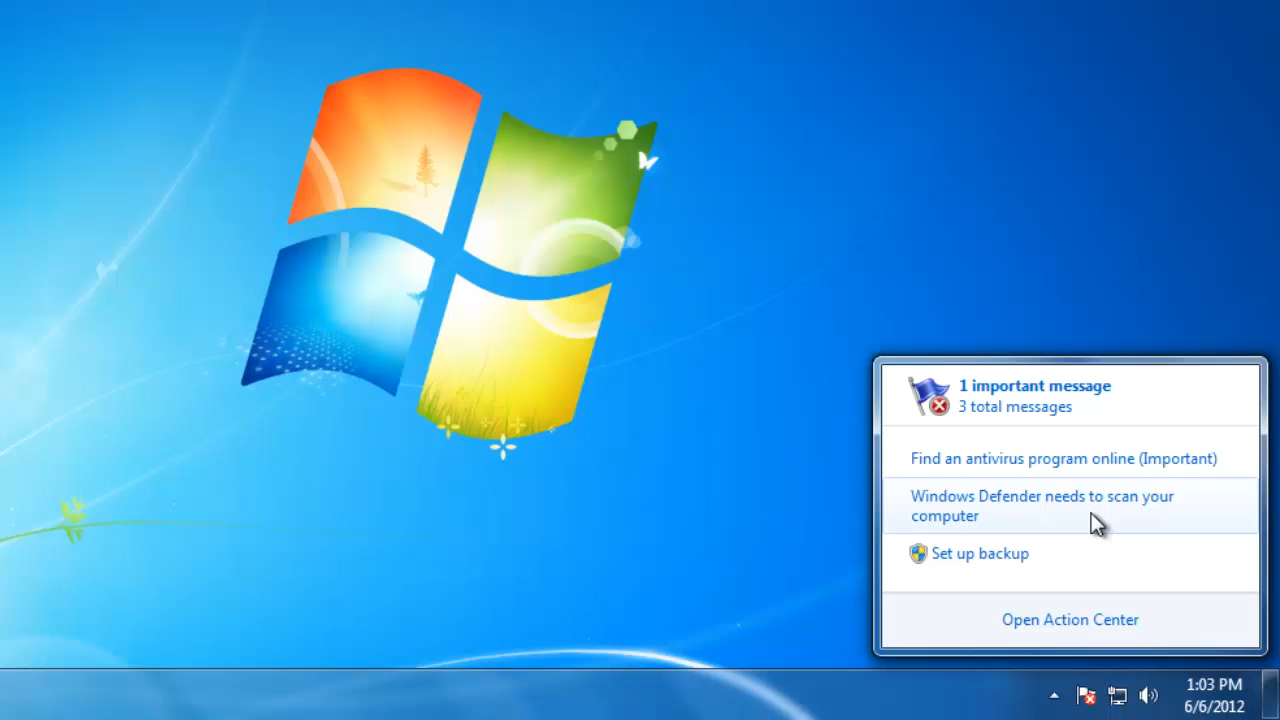 1 important message
3 total messages
Find an antivirus program online (Important)
Windows Defender needs to scan your
computer
Set up backup
Open Action Center
1:03 PM
6/6/2012